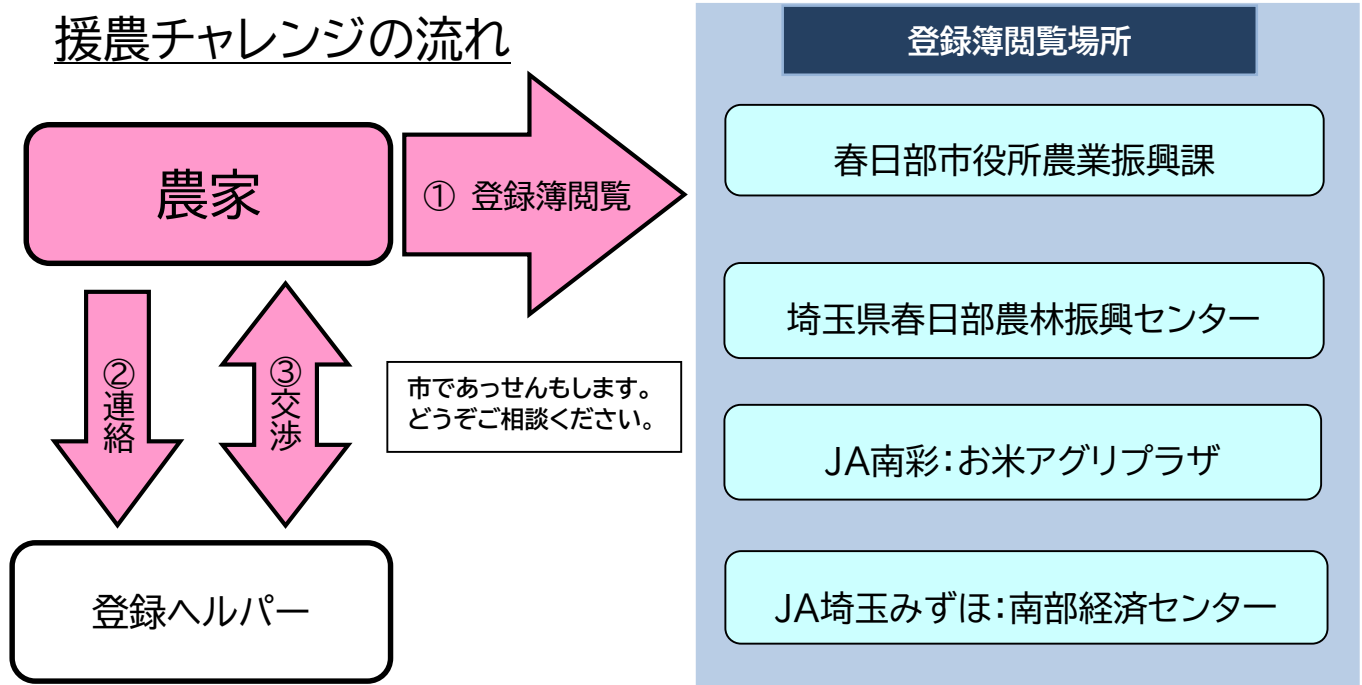 援農チャレンジの流れ
農家
① 登録簿閲覧
②連絡
③交渉
市であっせんもします。
どうぞご相談ください。
登録ヘルパー
登録簿閲覧場所
春日部市役所農業振興課
埼玉県春日部農林振興センター
JA南彩：お米アグリプラザ
JA埼玉みずほ：南部経済センター